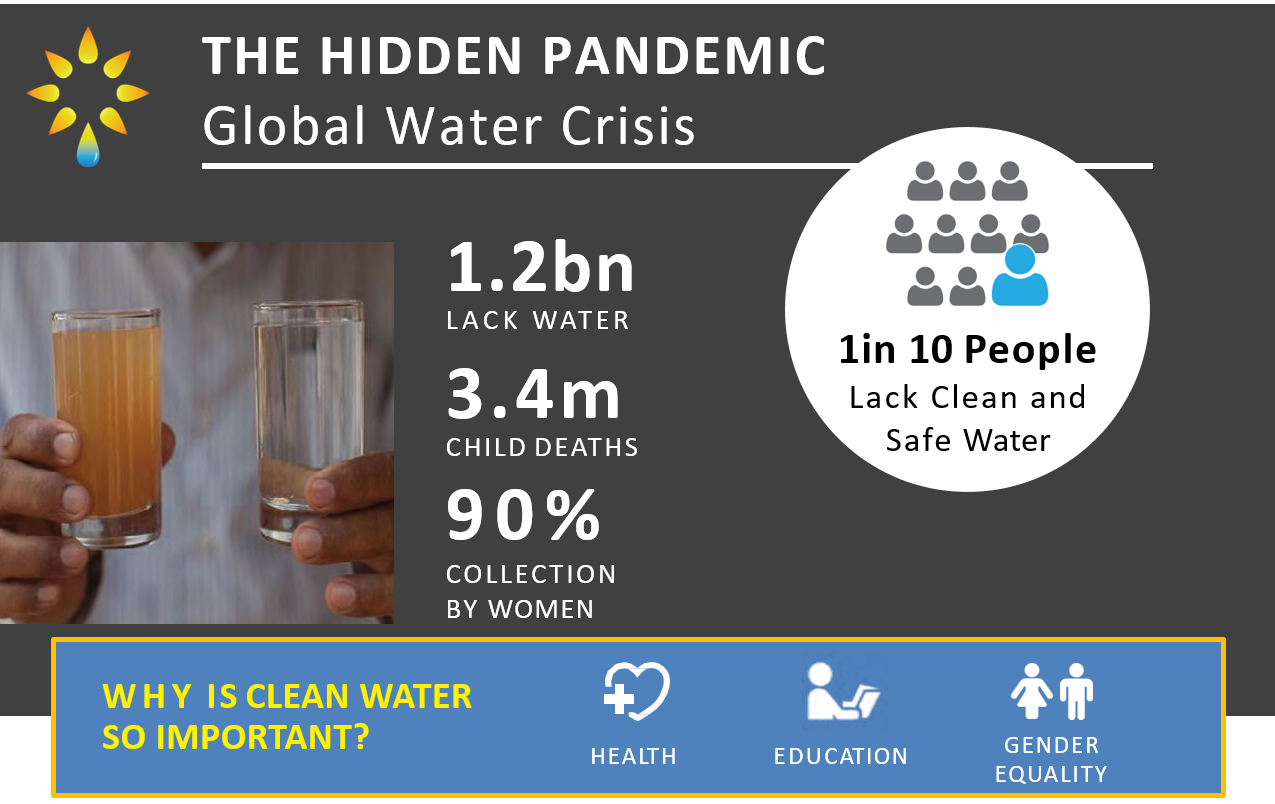 THE HIDDEN PANDEMIC
Global Water Crisis
1.2bn
LACK WATER
3.4m
CHILD DEATHS
90%
COLLECTION
BY WOMEN
1in 10 People
Lack Clean and
Safe Water
WHY IS CLEAN WATER
SO IMPORTANT?
HEALTH
EDUCATION
GENDER
EQUALITY